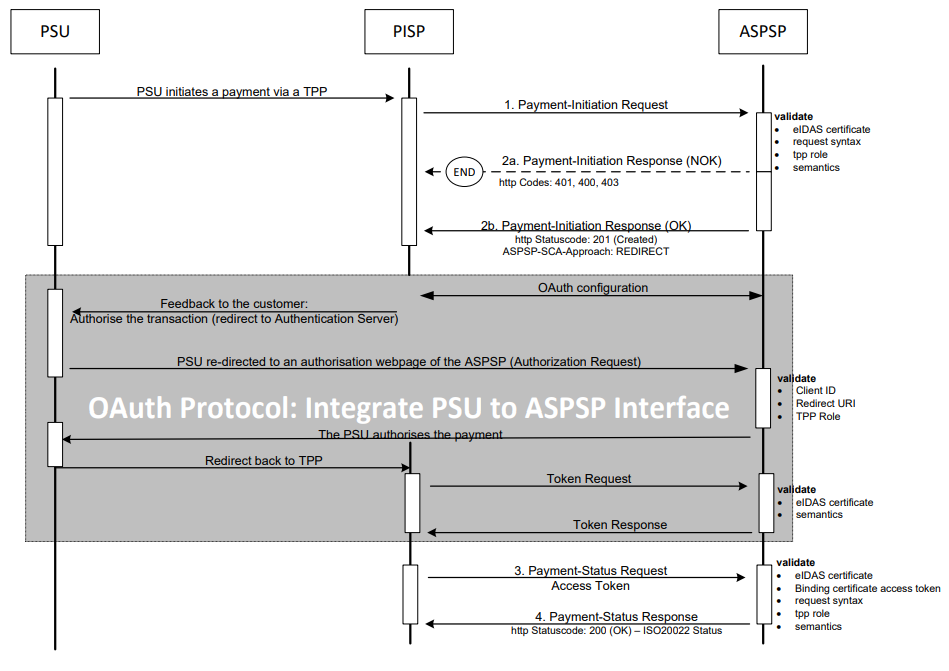 PSU
PISP
ASPSP
PSU initiates a payment via a TPP
1. Payment-Initiation Request
validate
• eIDAS certificate
• request syntax
• tpp role
• semantics
2a. Payment-Initiation Response (NOK)
END
http Codes: 401, 400, 403
2b. Payment-Initiation Response (OK)
http Statuscode: 201 (Created)
ASPSP-SCA-Approach: REDIRECT
OAuth configuration
Feedback to the customer:
Authorise the transaction (redirect to Authentication Server)
PSU re-directed to an authorisation webpage of the ASPSP (Authorization Request)
validate
• Client ID
• Redirect URI
• TPP Role
OAuth Protocol: Integrate PSU to ASPSP Interface
The PSU authorises the payment
Redirect back to TPP
Token Request
validate
• eIDAS certificate
• semantics
Token Response
3. Payment-Status Request
Access Token
validate
• eIDAS certificate
• Binding certificate access token
• request syntax
• tpp role
• semantics
4. Payment-Status Response
http Statuscode: 200 (OK) – ISO20022 Status